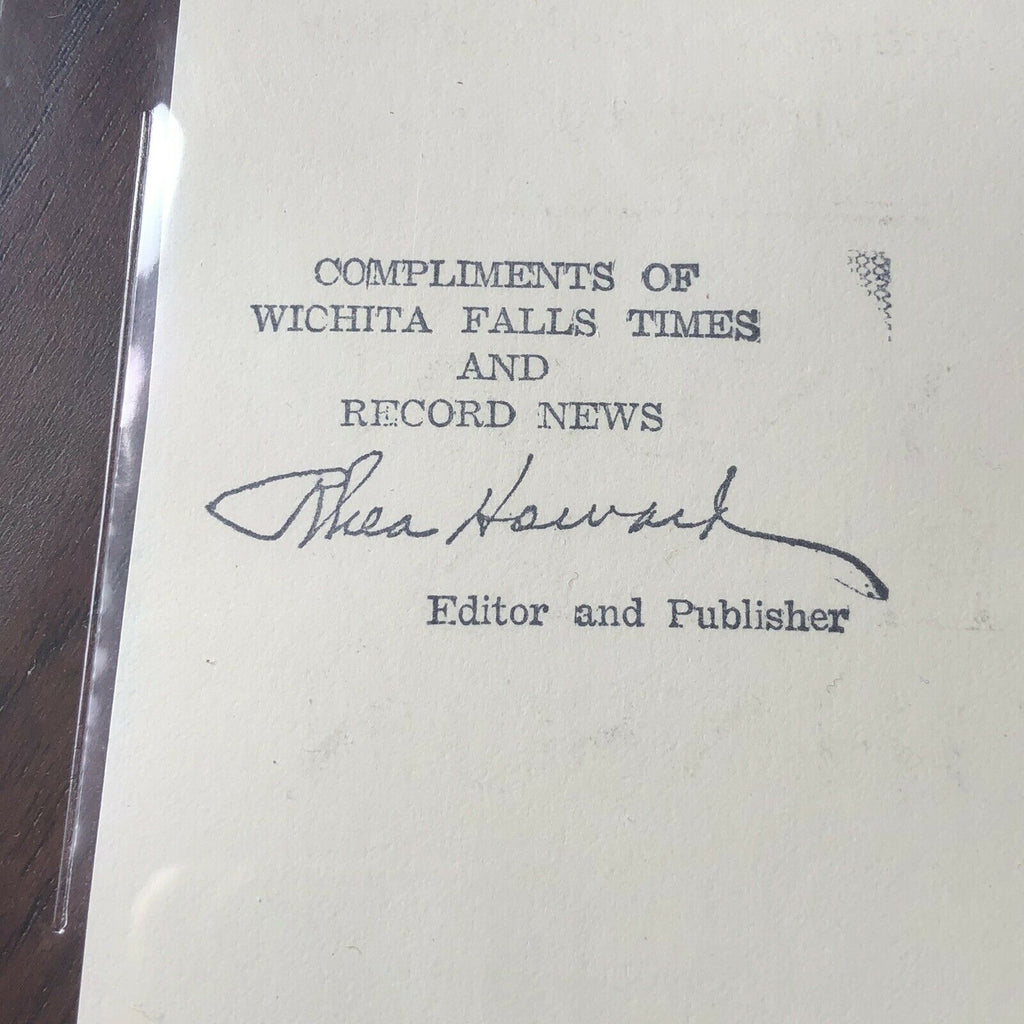 COMPLIMENTS OF
WICHITA FALLS TIMES
AND
RECORD NEWS
Rhea Howard
Editor and Publisher